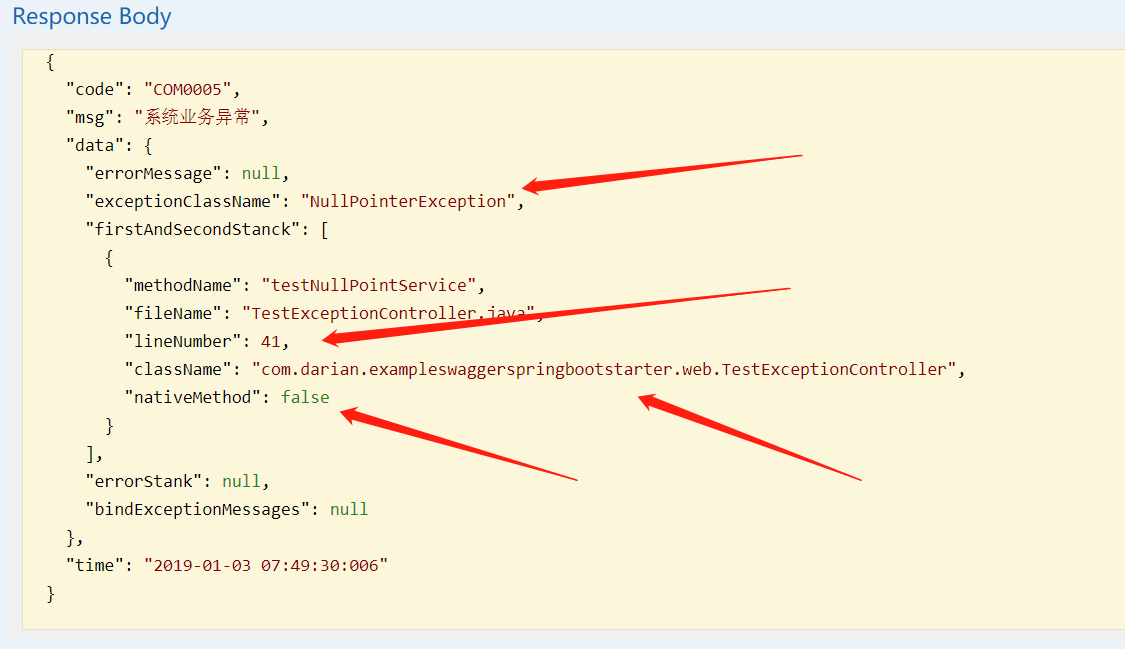 Response Body
{
"code": "COM0005",
"msg": "系统业务异常",
"data": {
"errorMessage": null,
"exceptionClassName": "NullPointerException",
"firstAndSecondStanck": [
{
"methodName": "testNullPointService",
"fileName": "TestExceptionController.java",
"lineNumber": 41,
"className": "com.darian.exampleswaggerspringbootstarter.web.TestExceptionController",
"nativeMethod": false
}
],
"errorStank": null,
"bindExceptionMessages": null
},
"time": "2019-01-03 07:49:30:006"
}